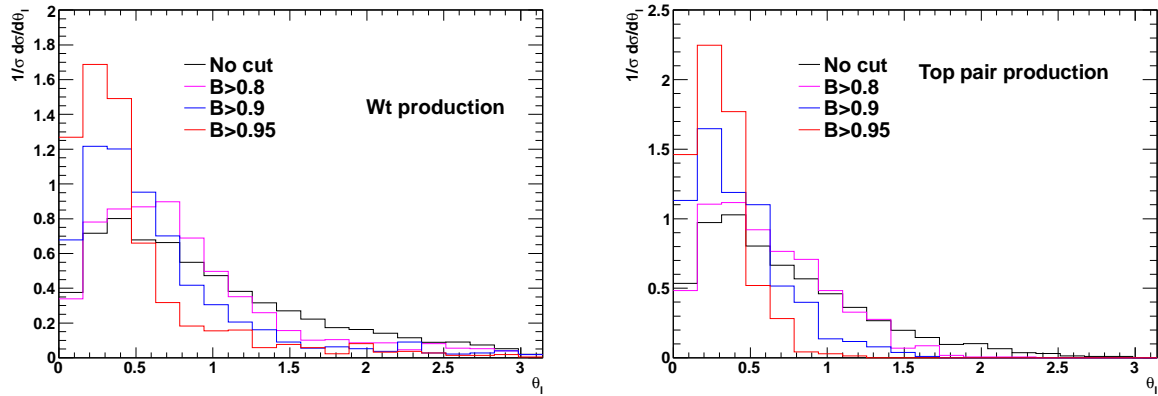 1/σ dσ/dθ_l
2
1.8
1.6
1.4
1.2
1
0.8
0.6
0.4
0.2
0
No cut
B>0.8
B>0.9
B>0.95
Wt production
0 0.5 1 1.5 2 2.5 3
θ_l
1/σ dσ/dθ_l
2.5
2
1.5
1
0.5
0
No cut
B>0.8
B>0.9
B>0.95
Top pair production
0 0.5 1 1.5 2 2.5 3
θ_l